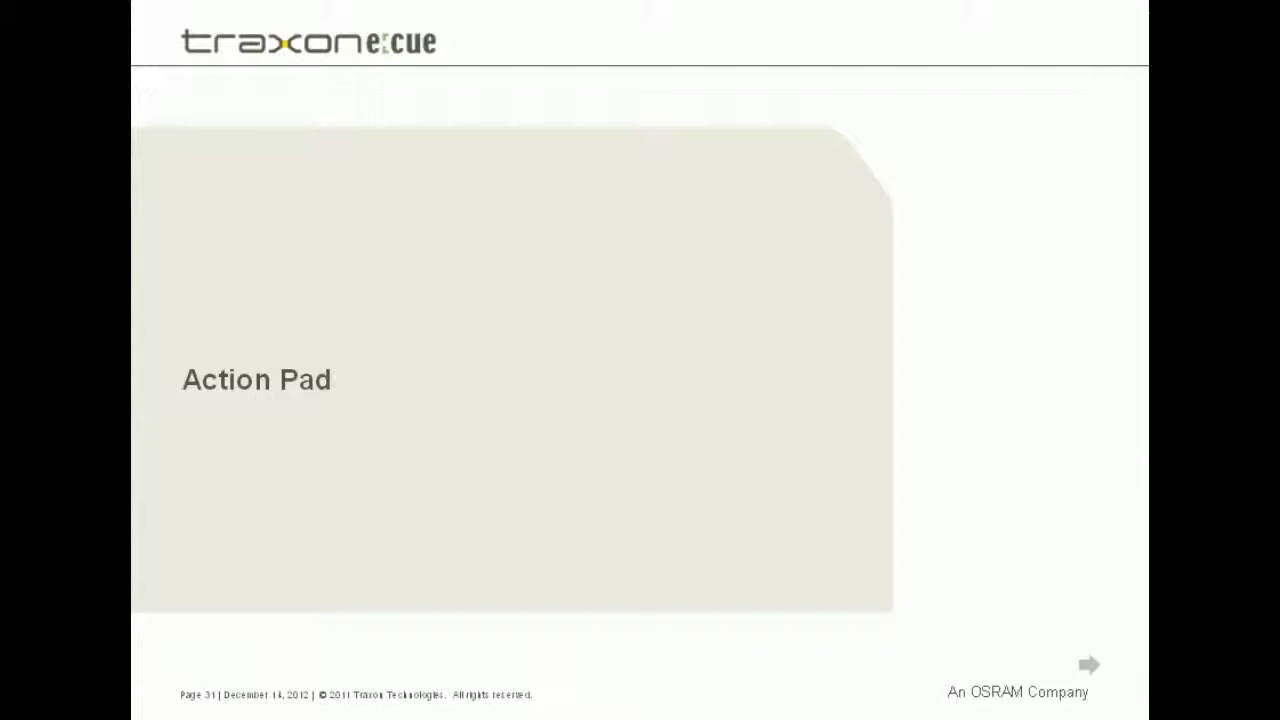 traxon e:cue
Action Pad
Page 31 | December 14, 2012 | © 2011 Traxon Technologies. All rights reserved.
An OSRAM Company